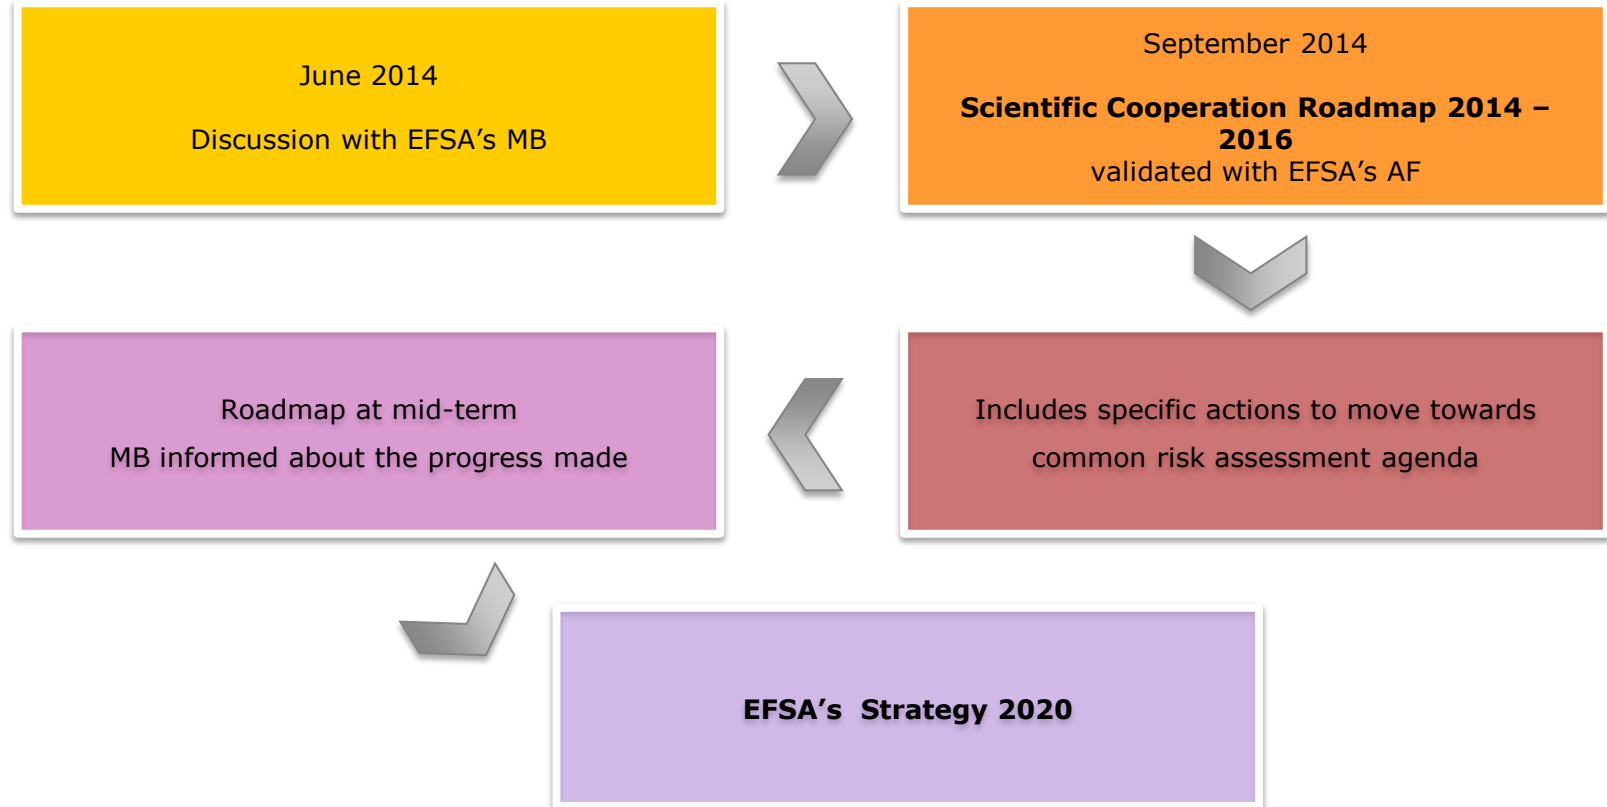 June 2014
Discussion with EFSA’s MB
September 2014
Scientific Cooperation Roadmap 2014 –
2016
validated with EFSA’s AF
Includes specific actions to move towards
common risk assessment agenda
Roadmap at mid-term
MB informed about the progress made
EFSA’s Strategy 2020